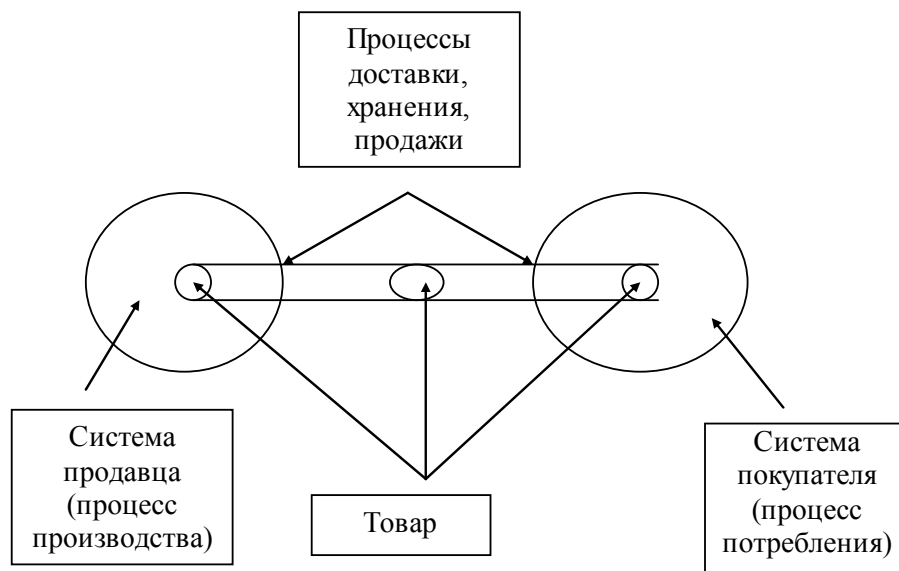 Процессы
доставки,
хранения,
продажи
Система
продавца
(процесс
производства)
Товар
Система
покупателя
(процесс
потребления)